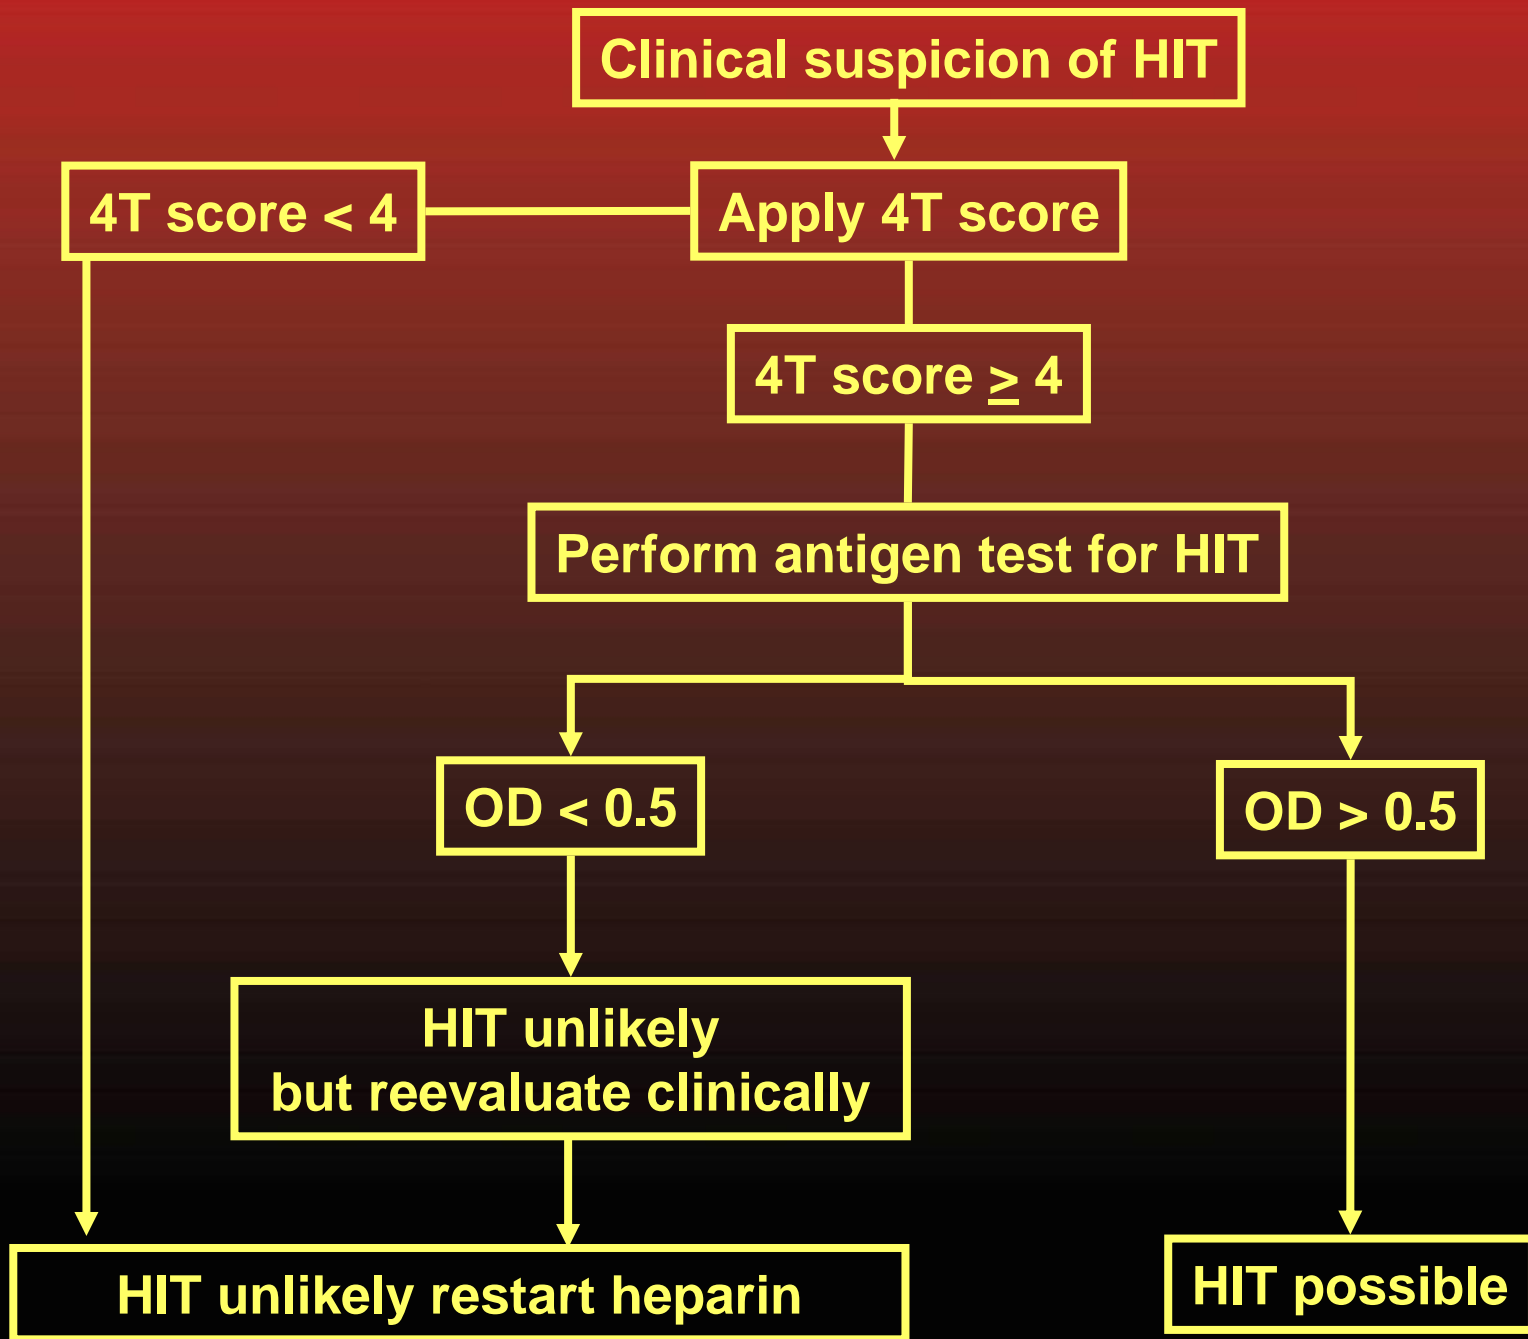 Clinical suspicion of HIT
4T score < 4
Apply 4T score
4T score ≥ 4
Perform antigen test for HIT
OD < 0.5
OD > 0.5
HIT unlikely
but reevaluate clinically
HIT unlikely restart heparin
HIT possible